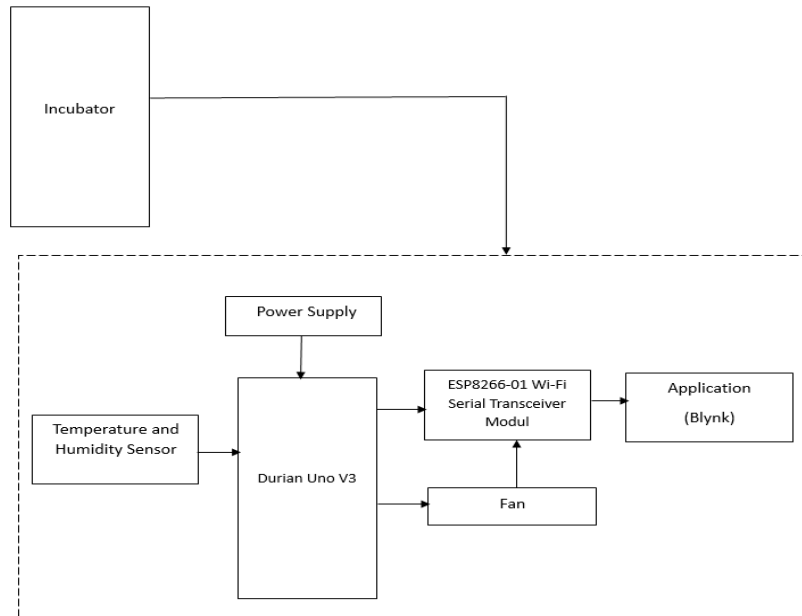 Incubator
Power Supply
ESP8266-01 Wi-Fi
Serial Transceiver
Modul
Application
(Blynk)
Temperature and
Humidity Sensor
Durian Uno V3
Fan